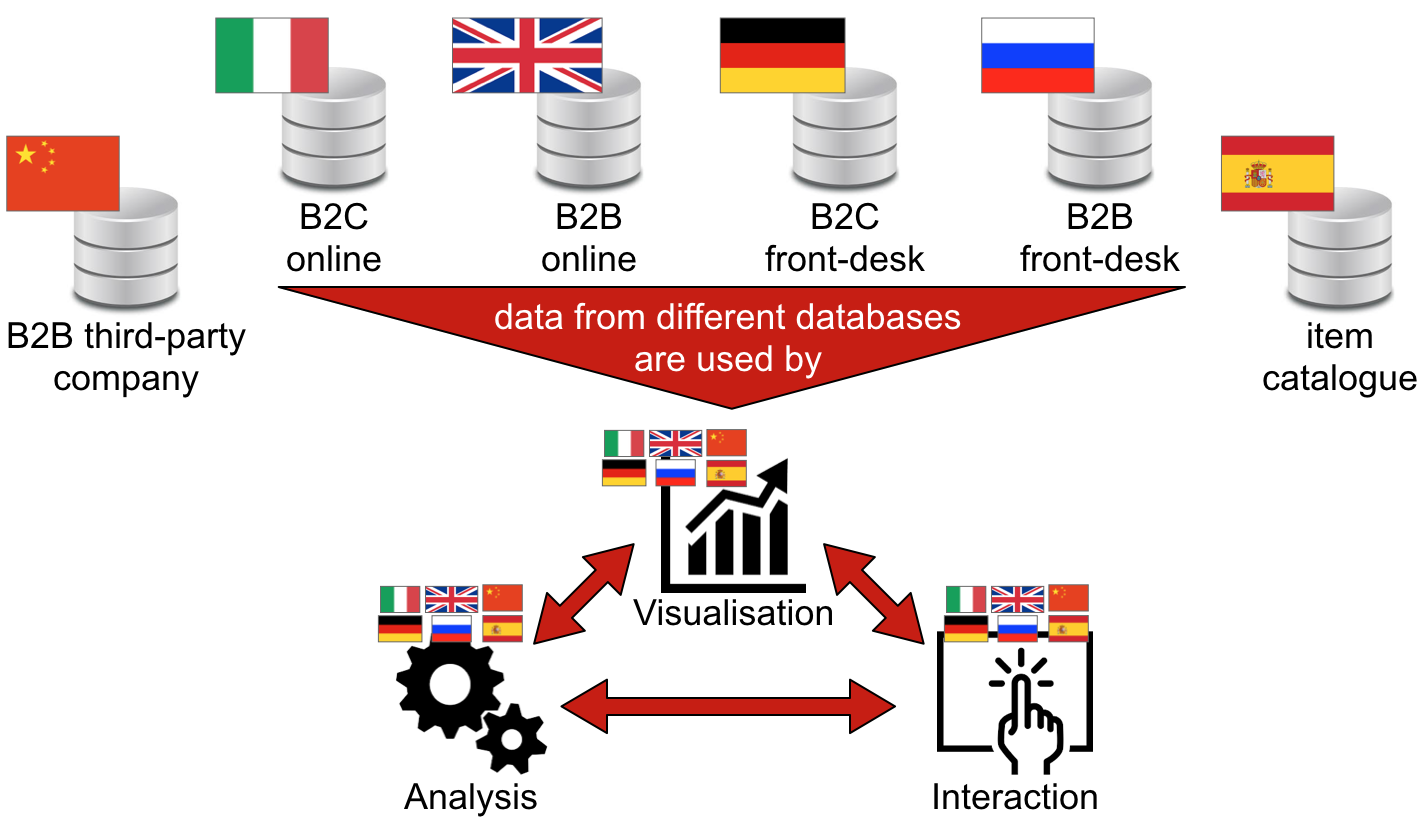 B2C
online
B2B
online
B2C
front-desk
B2B
front-desk
B2B third-party
company
item
catalogue
data from different databases
are used by
Visualisation
Analysis
Interaction